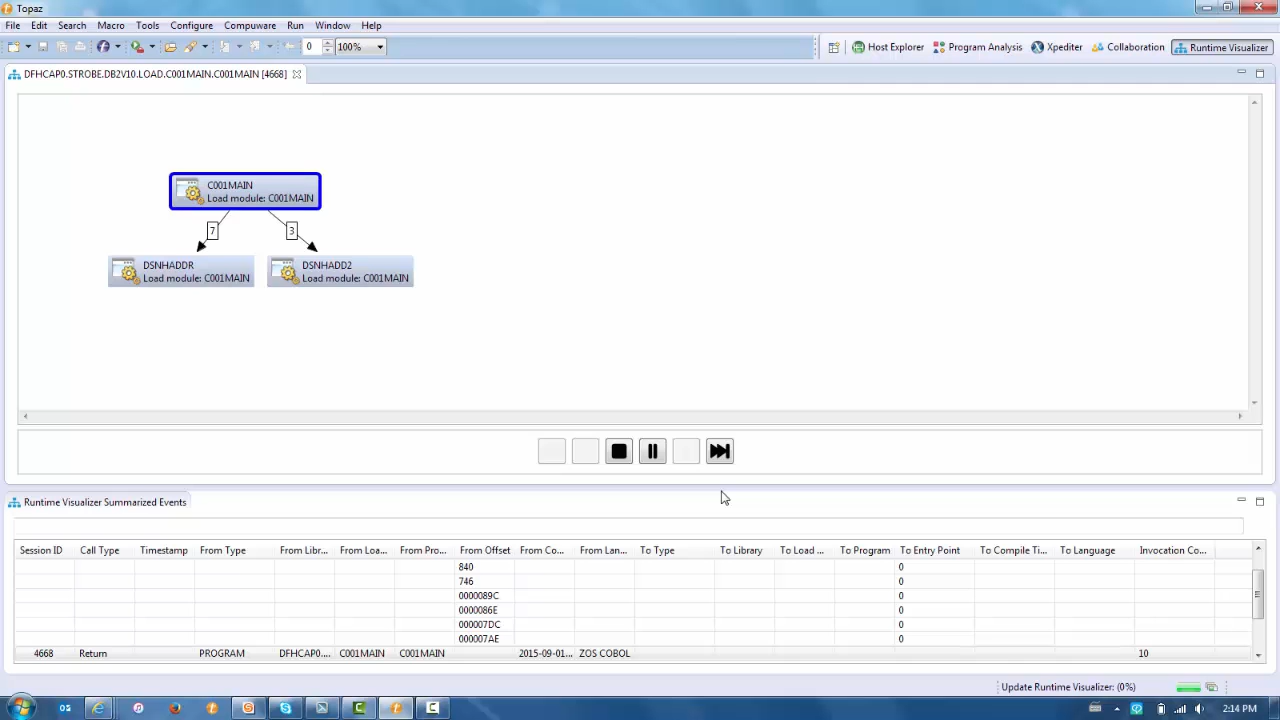 Topaz
File Edit Search Macro Tools Configure Compuware Run Window Help
0 100% Host Explorer Program Analysis Xpediter Collaboration Runtime Visualizer
DFHCAP0.STROBE.DB2V10.LOAD.C001MAIN.C001MAIN [4668]
C001MAIN
Load module: C001MAIN
7 3
DSNHADDR
Load module: C001MAIN
DSNHADD2
Load module: C001MAIN
Runtime Visualizer Summarized Events
Session ID Call Type Timestamp From Type From Libr... From Loa... From Pro... From Offset From Co... From Lan... To Type To Library To Load ... To Program To Entry Point To Compile Ti... To Language Invocation Co...
840 0
746 0
0000089C 0
0000086E 0
000007DC 0
000007AE 0
4668 Return PROGRAM DFHCAP0.... C001MAIN C001MAIN 2015-09-01... ZOS COBOL 10
Update Runtime Visualizer: (0%)
2:14 PM